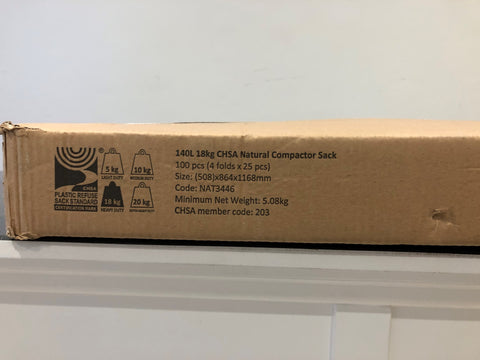 140L 18kg CHSA Natural Compactor Sack
100 pcs (4 folds x 25 pcs)
Size: (508)x864x1168mm
Code: NAT3446
Minimum Net Weight: 5.08kg
CHSA member code: 203
CHSA
PLASTIC REFUSE
SACK STANDARD
CERTIFICATION MARK
®
5 kg
LIGHT DUTY
10 kg
MEDIUM DUTY
18 kg
HEAVY DUTY
20 kg